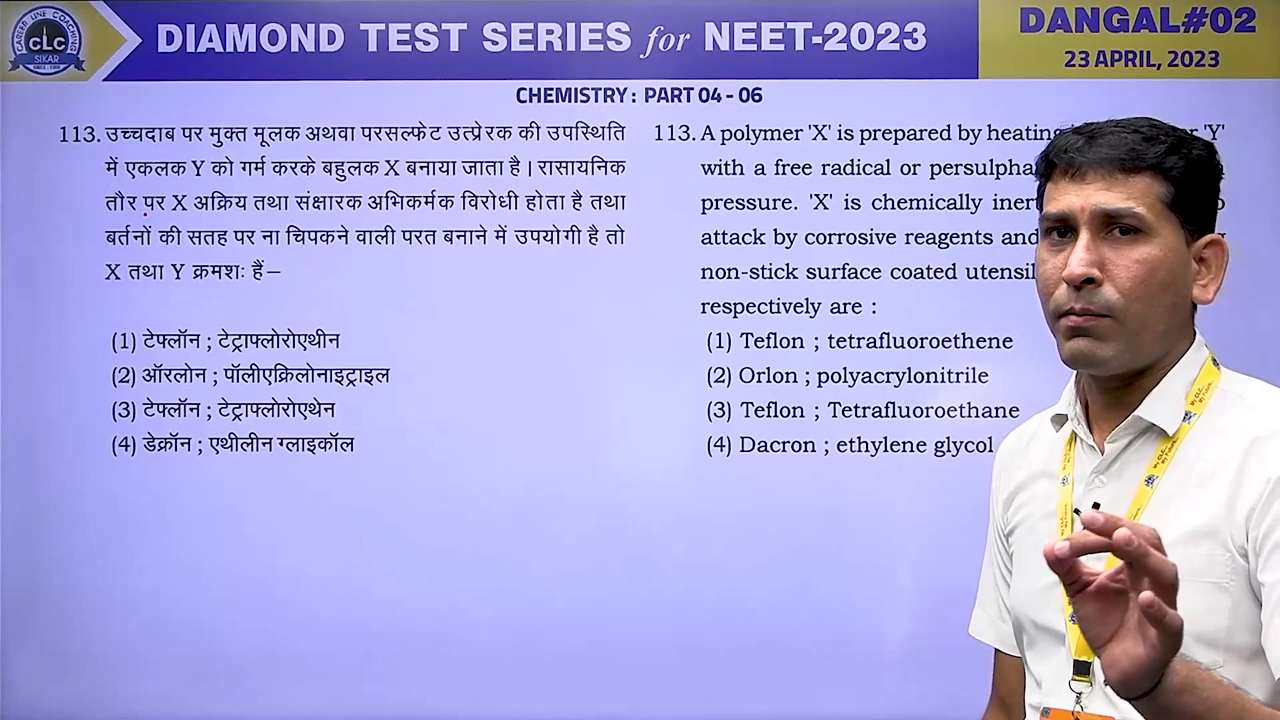 CAREER LINE COACHING
CLC
SIKAR
DIAMOND TEST SERIES for NEET-2023
DANGAL#02
23 APRIL, 2023
CHEMISTRY : PART 04 - 06
113. उच्चदाब पर मुक्त मूलक अथवा परसल्फेट उत्प्रेरक की उपस्थिति
में एकलक Y को गर्म करके बहुलक X बनाया जाता है। रासायनिक
तौर पर X अक्रिय तथा संक्षारक अभिकर्मक विरोधी होता है तथा
बर्तनों की सतह पर ना चिपकने वाली परत बनाने में उपयोगी है तो
X तथा Y क्रमशः हैं–
(1) टेफ्लॉन ; टेट्राफ्लोरोएथीन
(2) ऑरलोन ; पॉलीएक्रिलोनाइट्राइल
(3) टेफ्लॉन ; टेट्राफ्लोरोएथेन
(4) डेक्रॉन ; एथीलीन ग्लाइकॉल
113. A polymer 'X' is prepared by heating 'Y'
with a free radical or
pressure. 'X' is chemically
attack by corrosive reagents and
non-stick surface coated
respectively are :
(1) Teflon ; tetrafluoroethene
(2) Orlon ; polyacrylonitrile
(3) Teflon ; Tetrafluoroethane
(4) Dacron ; ethylene glycol